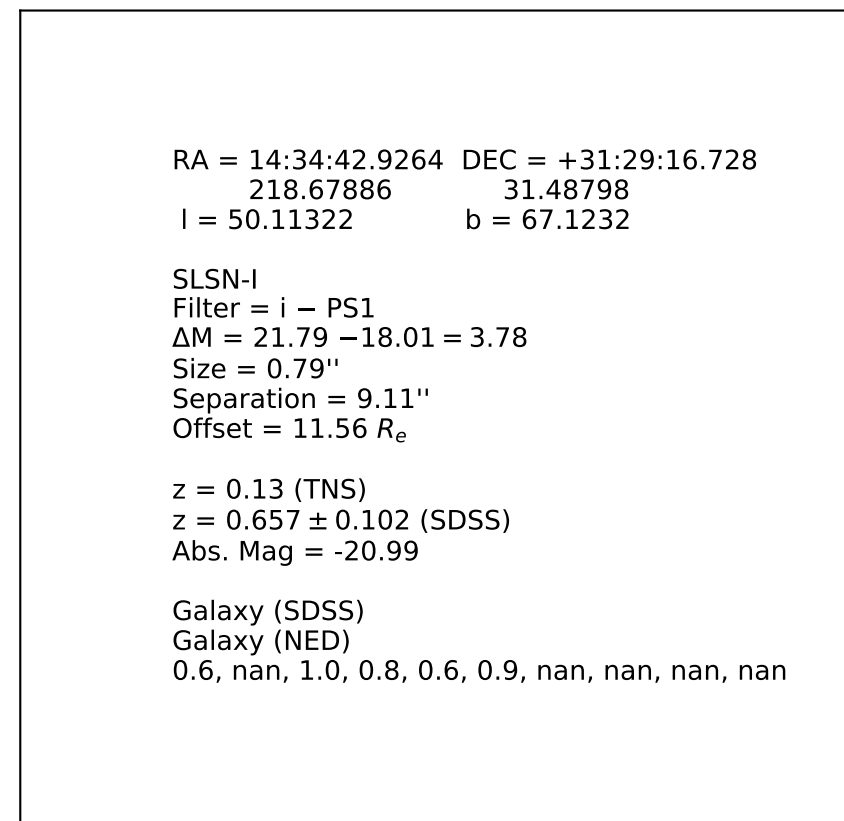 RA = 14:34:42.9264  DEC = +31:29:16.728
218.67886  31.48798
l = 50.11322  b = 67.1232
SLSN-I
Filter = i − PS1
ΔM = 21.79 −18.01 = 3.78
Size = 0.79''
Separation = 9.11''
Offset = 11.56 Re
z = 0.13 (TNS)
z = 0.657 ± 0.102 (SDSS)
Abs. Mag = -20.99
Galaxy (SDSS)
Galaxy (NED)
0.6, nan, 1.0, 0.8, 0.6, 0.9, nan, nan, nan, nan